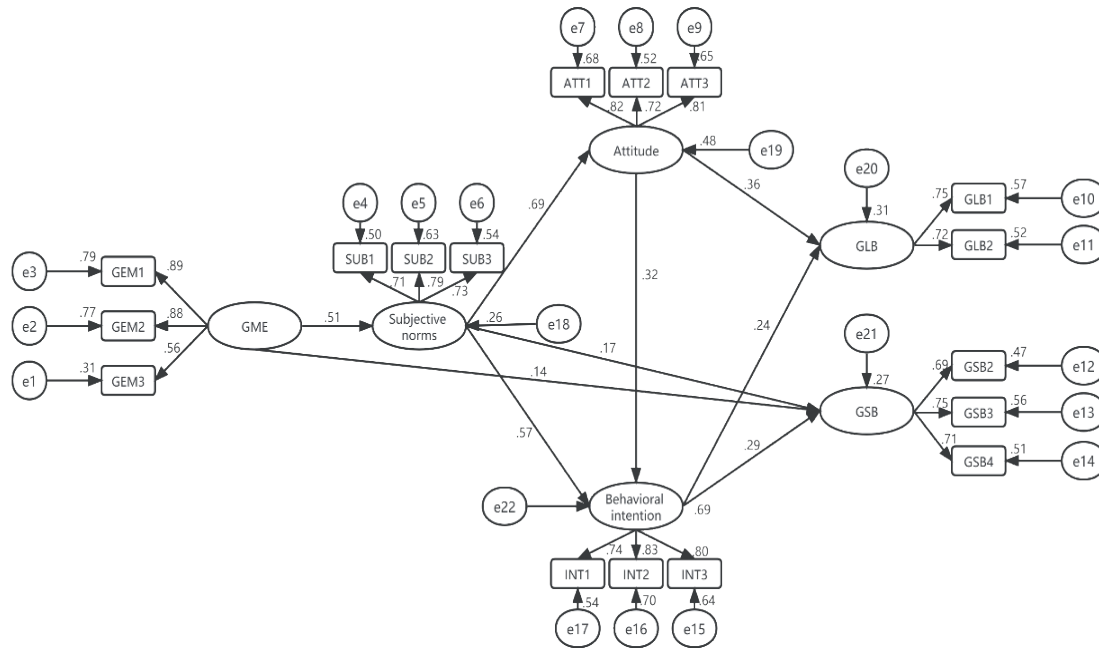 e7
e8
e9
.68
.52
.65
ATT1
ATT2
ATT3
.82
.72
.81
Attitude
.48
e19
e20
.31
GLB
.36
.75
GLB1
.57
e10
.72
GLB2
.52
e11
e4
e5
e6
.50
.63
.54
SUB1
SUB2
SUB3
.71
.79
.73
.69
e3
.79
GEM1
.89
e2
.77
GEM2
.88
e1
.31
GEM3
.56
GME
.51
Subjective
norms
.26
e18
.32
.24
.17
.14
.57
.29
e21
.27
GSB
.69
GSB2
.47
e12
.75
GSB3
.56
e13
.71
GSB4
.51
e14
e22
Behavioral
intention
.69
.74
.83
.80
INT1
INT2
INT3
.54
.70
.64
e17
e16
e15